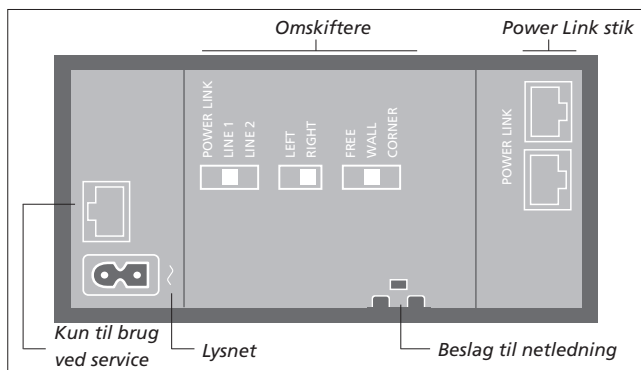 Omskiftere
Power Link stik
POWER LINK
LINE 1
LINE 2
LEFT
RIGHT
FREE
WALL
CORNER
POWER LINK
~
Kun til brug
ved service
Lysnet
Beslag til netledning